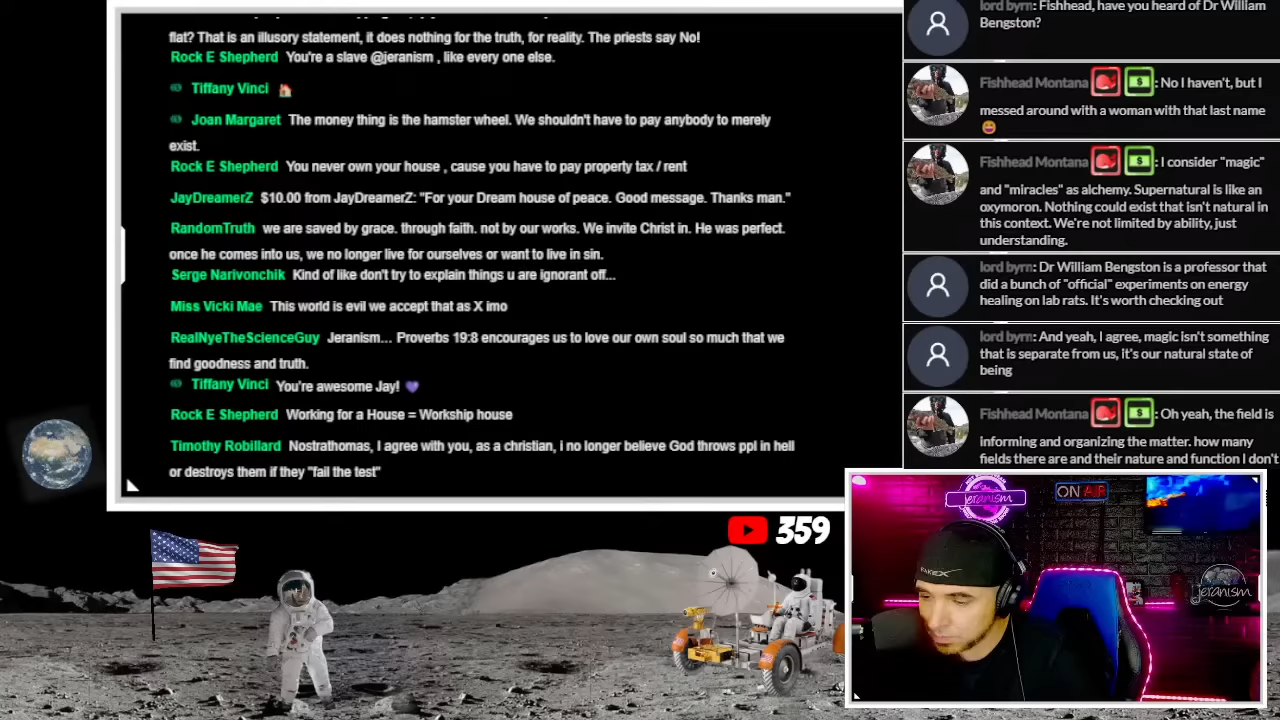 flat? That is an illusory statement, it does nothing for the truth, for reality. The priests say No!
Rock E Shepherd You're a slave @jeranism , like every one else.
Tiffany Vinci
Joan Margaret The money thing is the hamster wheel. We shouldn't have to pay anybody to merely
exist.
Rock E Shepherd You never own your house , cause you have to pay property tax / rent
JayDreamerZ $10.00 from JayDreamerZ: "For your Dream house of peace. Good message. Thanks man."
RandomTruth we are saved by grace. through faith. not by our works. We invite Christ in. He was perfect.
once he comes into us, we no longer live for ourselves or want to live in sin.
Serge Narivonchik Kind of like don't try to explain things u are ignorant off...
Miss Vicki Mae This world is evil we accept that as X imo
RealNyeTheScienceGuy Jeranism... Proverbs 19:8 encourages us to love our own soul so much that we
find goodness and truth.
Tiffany Vinci You're awesome Jay! 💜
Rock E Shepherd Working for a House = Workship house
Timothy Robillard Nostrathomas, I agree with you, as a christian, i no longer believe God throws ppl in hell
or destroys them if they "fail the test"
lord byrn: Fishhead, have you heard of Dr William
Bengston?
Fishhead Montana : No I haven't, but I
messed around with a woman with that last name
😄
Fishhead Montana : I consider "magic"
and "miracles" as alchemy. Supernatural is like an
oxymoron. Nothing could exist that isn't natural in
this context. We're not limited by ability, just
understanding.
lord byrn: Dr William Bengston is a professor that
did a bunch of "official" experiments on energy
healing on lab rats. It's worth checking out
lord byrn: And yeah, I agree, magic isn't something
that is separate from us, it's our natural state of
being
Fishhead Montana : Oh yeah, the field is
informing and organizing the matter. how many
fields there are and their nature and function I don't
359
jeranism
ON AIR
FAKEX
jeranism